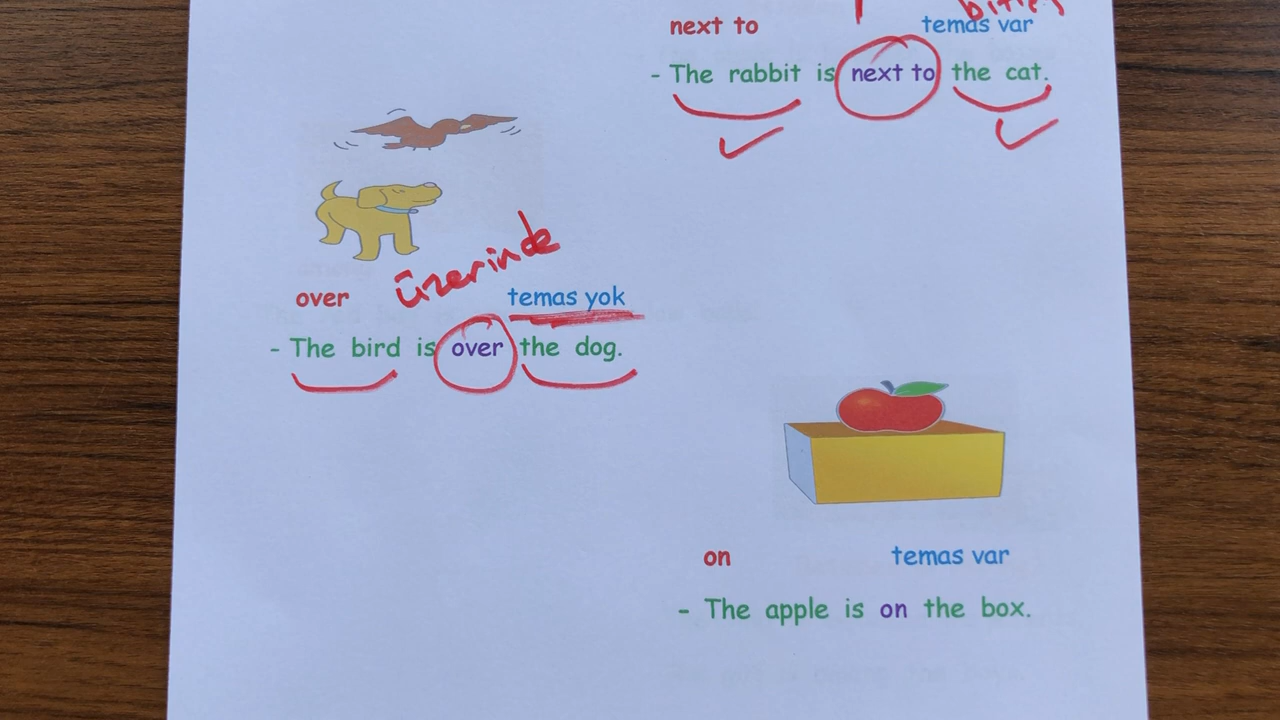 next to temas var
- The rabbit is next to the cat.
üzerinde
over temas yok
- The bird is over the dog.
on temas var
- The apple is on the box.